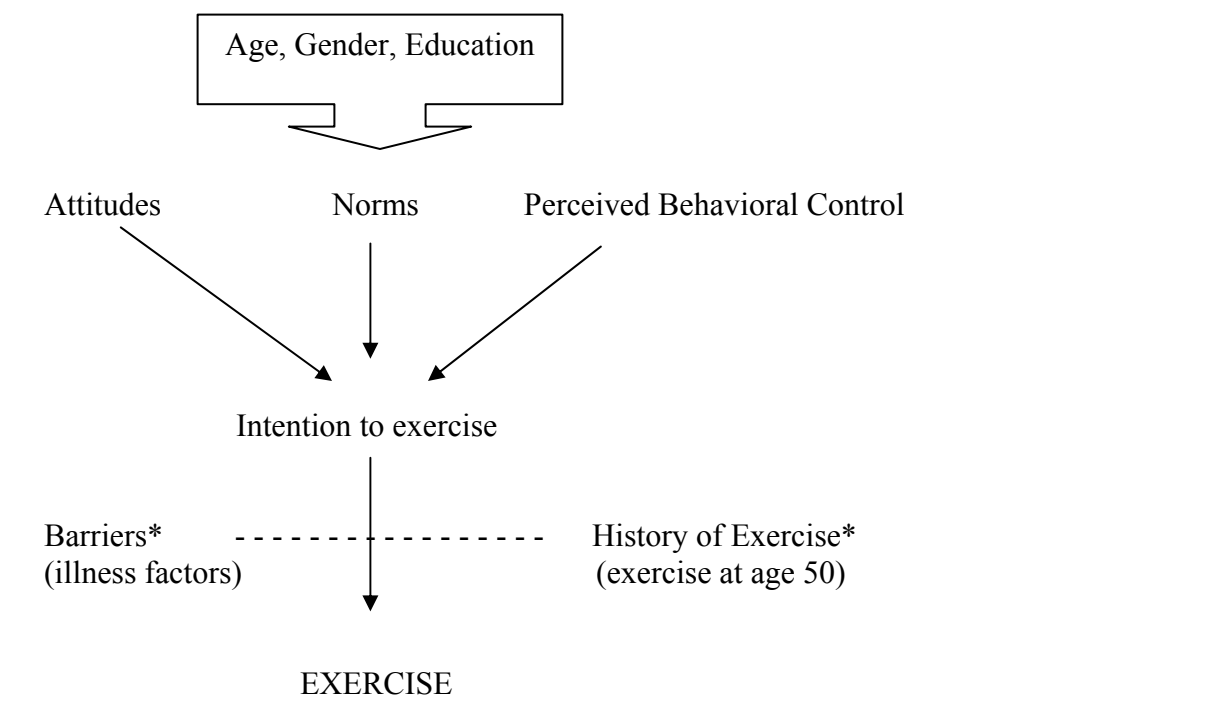 Age, Gender, Education
Attitudes
Norms
Perceived Behavioral Control
Intention to exercise
Barriers*
(illness factors)
History of Exercise*
(exercise at age 50)
EXERCISE